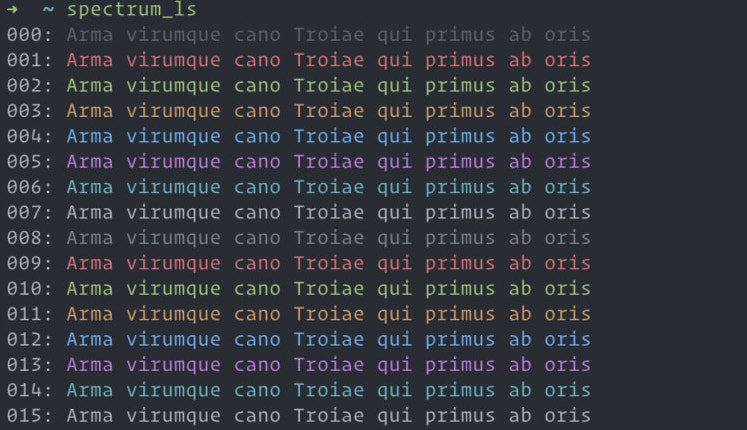 ➜ ~ spectrum_ls
000: Arma virumque cano Troiae qui primus ab oris
001: Arma virumque cano Troiae qui primus ab oris
002: Arma virumque cano Troiae qui primus ab oris
003: Arma virumque cano Troiae qui primus ab oris
004: Arma virumque cano Troiae qui primus ab oris
005: Arma virumque cano Troiae qui primus ab oris
006: Arma virumque cano Troiae qui primus ab oris
007: Arma virumque cano Troiae qui primus ab oris
008: Arma virumque cano Troiae qui primus ab oris
009: Arma virumque cano Troiae qui primus ab oris
010: Arma virumque cano Troiae qui primus ab oris
011: Arma virumque cano Troiae qui primus ab oris
012: Arma virumque cano Troiae qui primus ab oris
013: Arma virumque cano Troiae qui primus ab oris
014: Arma virumque cano Troiae qui primus ab oris
015: Arma virumque cano Troiae qui primus ab oris